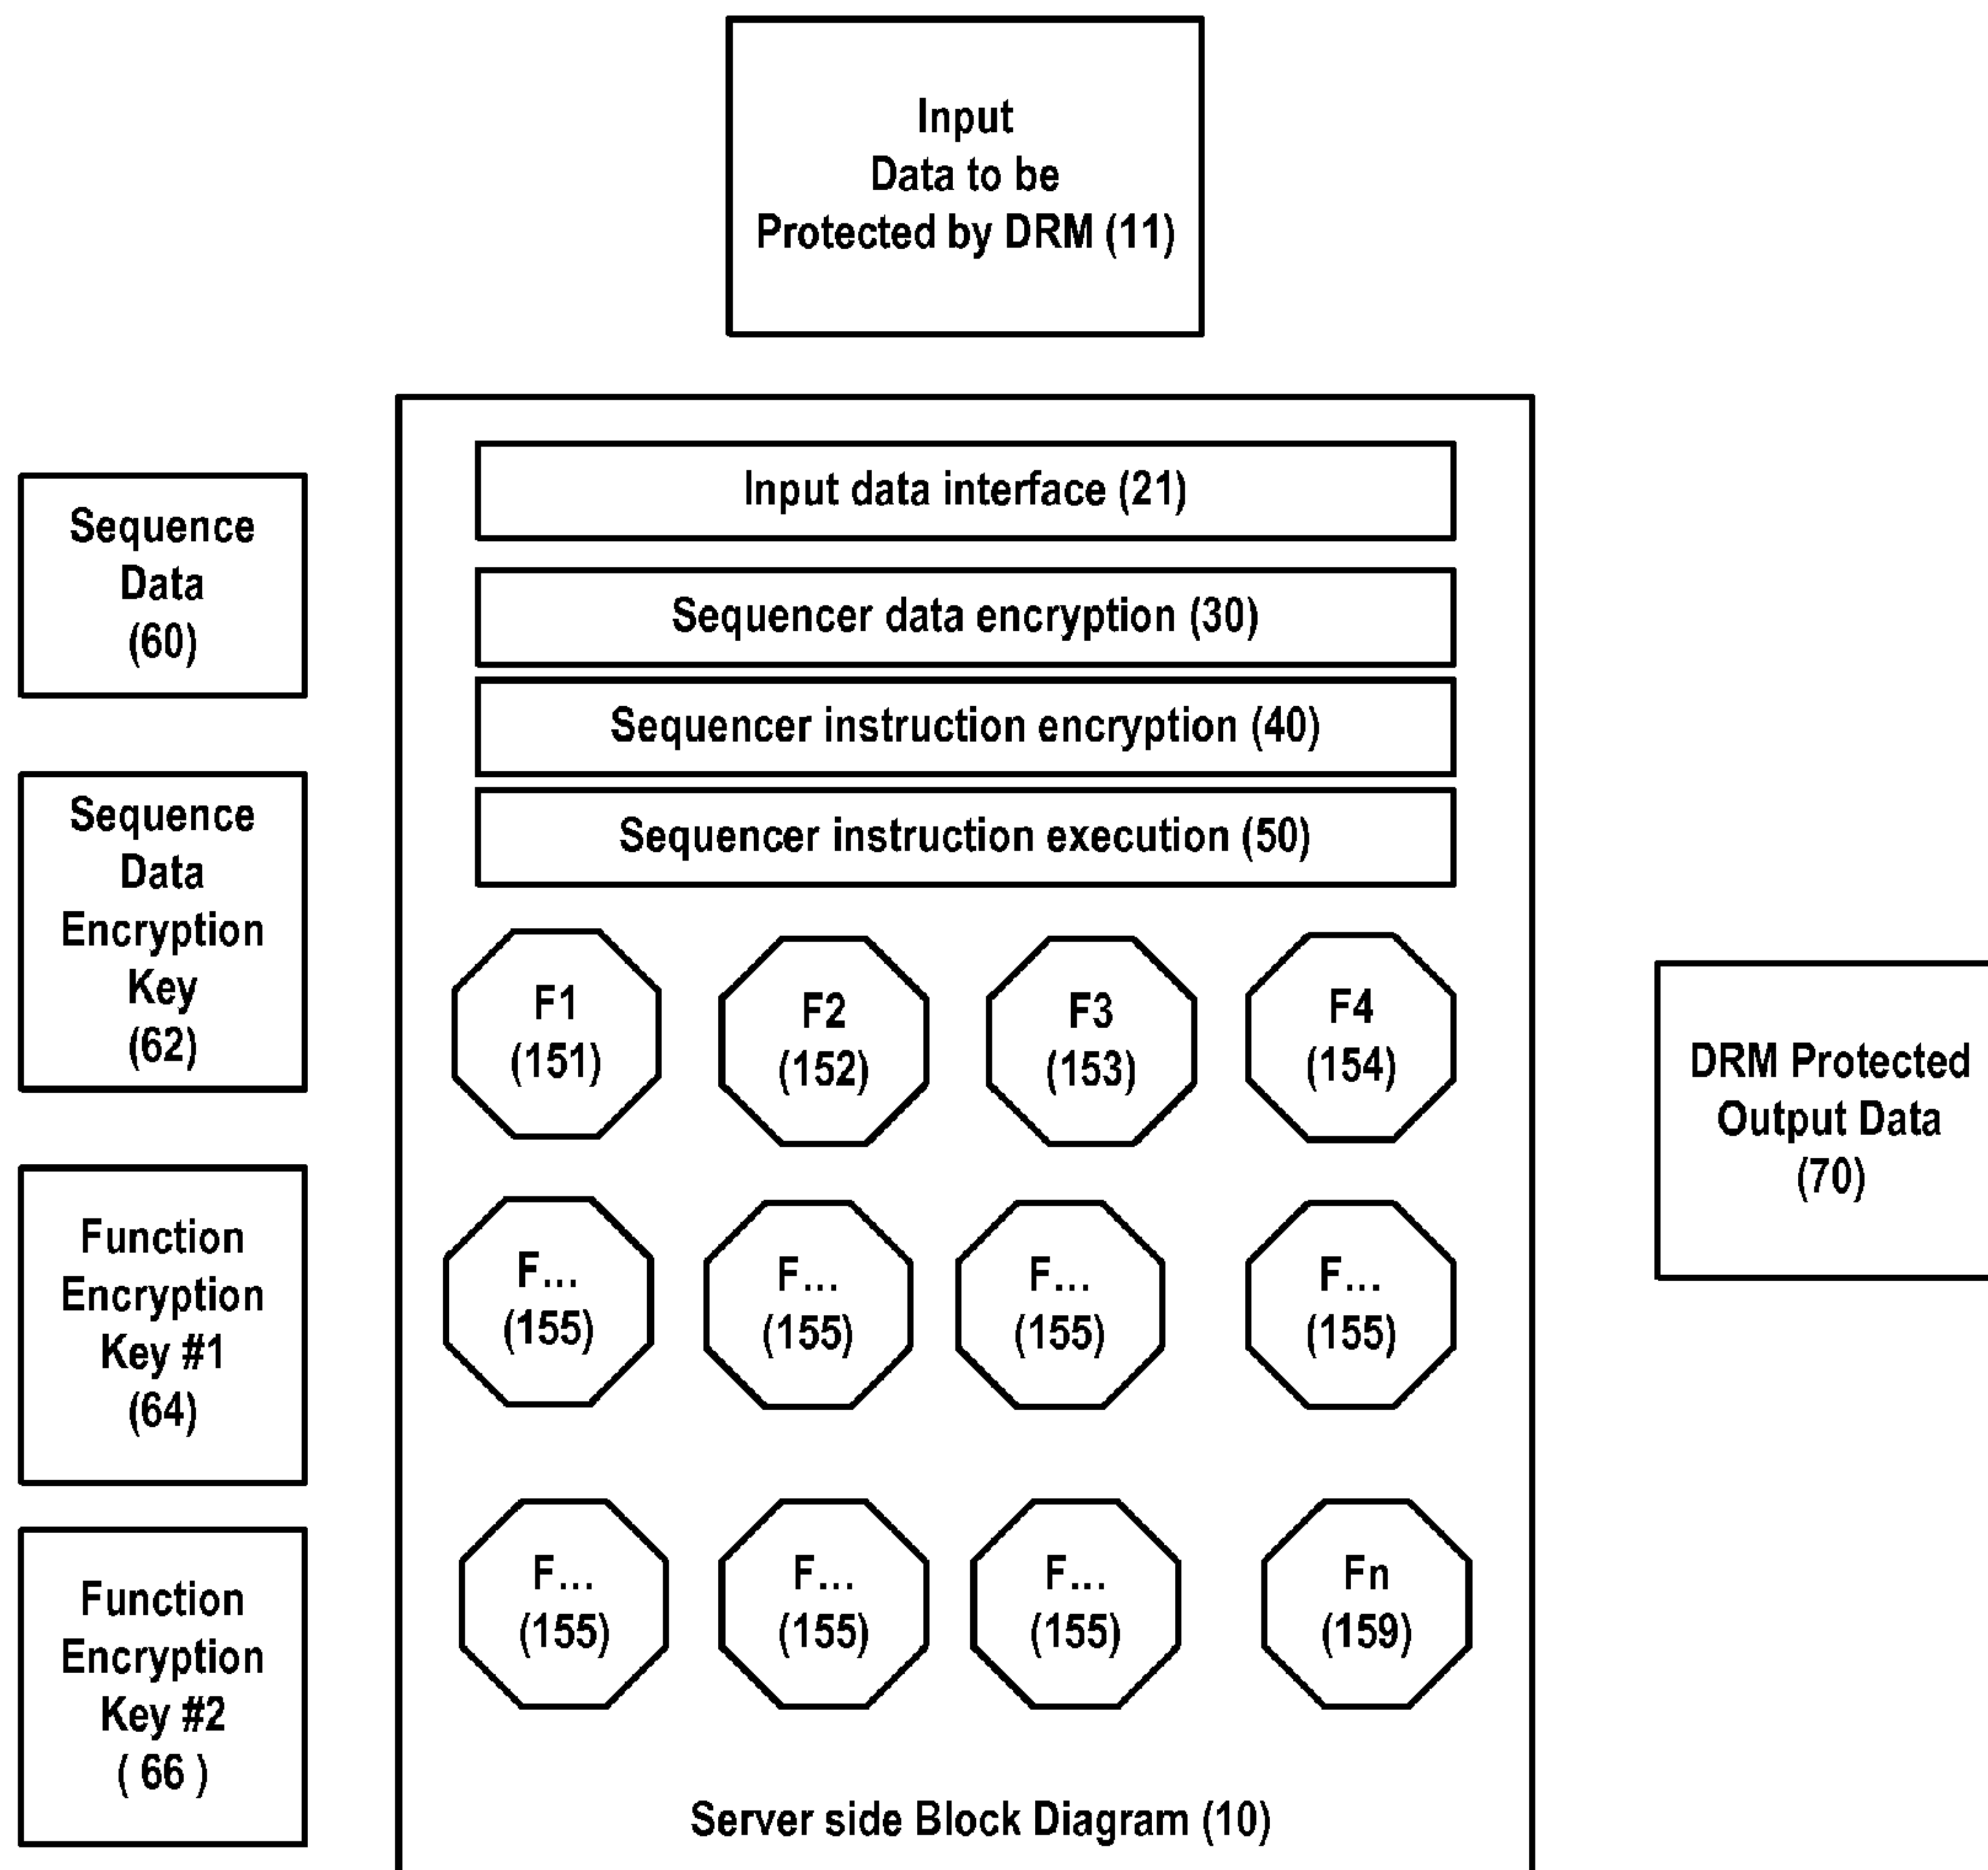 Input
Data to be
Protected by DRM (11)
Input data interface (21)
Sequencer data encryption (30)
Sequencer instruction encryption (40)
Sequencer instruction execution (50)
Sequence
Data
(60)
Sequence
Data
Encryption
Key
(62)
Function
Encryption
Key #1
(64)
Function
Encryption
Key #2
( 66 )
F1
(151)
F2
(152)
F3
(153)
F4
(154)
F...
(155)
F...
(155)
F...
(155)
F...
(155)
F...
(155)
F...
(155)
F...
(155)
Fn
(159)
Server side Block Diagram (10)
DRM Protected
Output Data
(70)